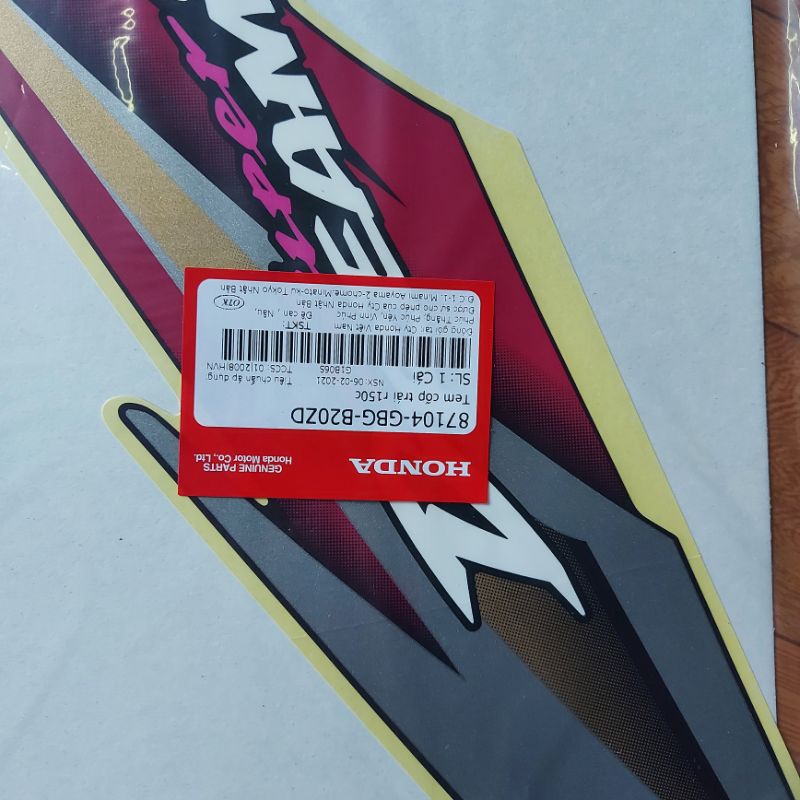 HONDA
GENUINE PARTS
Honda Motor Co., Ltd.
87104-GBG-B20ZD
Tem cốp trái r150c
NSX: 06-02-2021
Tiêu chuẩn áp dụng:
SL: 1 Cái
G1B06S
TCCS: 01|2008|HVN
TSKT:
Đóng gói tại: Cty Honda Việt Nam
Phúc Thắng, Phúc Yên, Vĩnh Phúc
Đề can , Nâu,
Được sự cho phép của Cty Honda Nhật Bản
Đ.C 1-1, Minami Aoyama 2-chome,Minato-ku Tokyo Nhật Bản